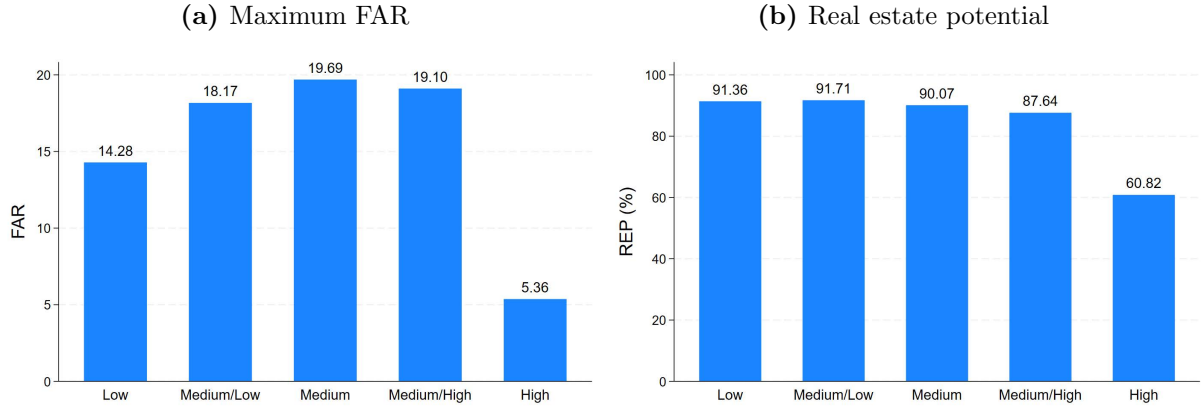 (a) Maximum FAR
FAR
20
15
10
5
0
14.28
18.17
19.69
19.10
5.36
Low
Medium/Low
Medium
Medium/High
High
(b) Real estate potential
REP (%)
100
80
60
40
20
0
91.36
91.71
90.07
87.64
60.82
Low
Medium/Low
Medium
Medium/High
High